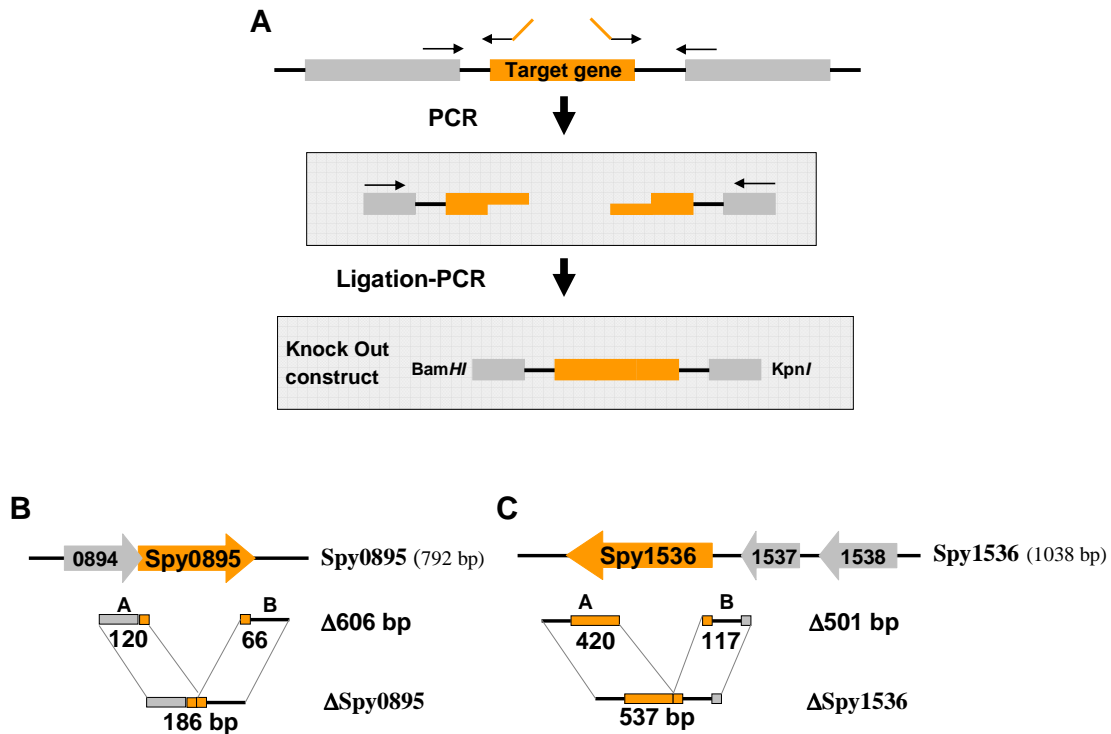 A
Target gene
PCR
Ligation-PCR
Knock Out
construct
BamHI
KpnI
B
0894
Spy0895
Spy0895 (792 bp)
A
B
120
66
Δ606 bp
186 bp
ΔSpy0895
C
Spy1536
1537
1538
Spy1536 (1038 bp)
A
B
420
117
Δ501 bp
537 bp
ΔSpy1536